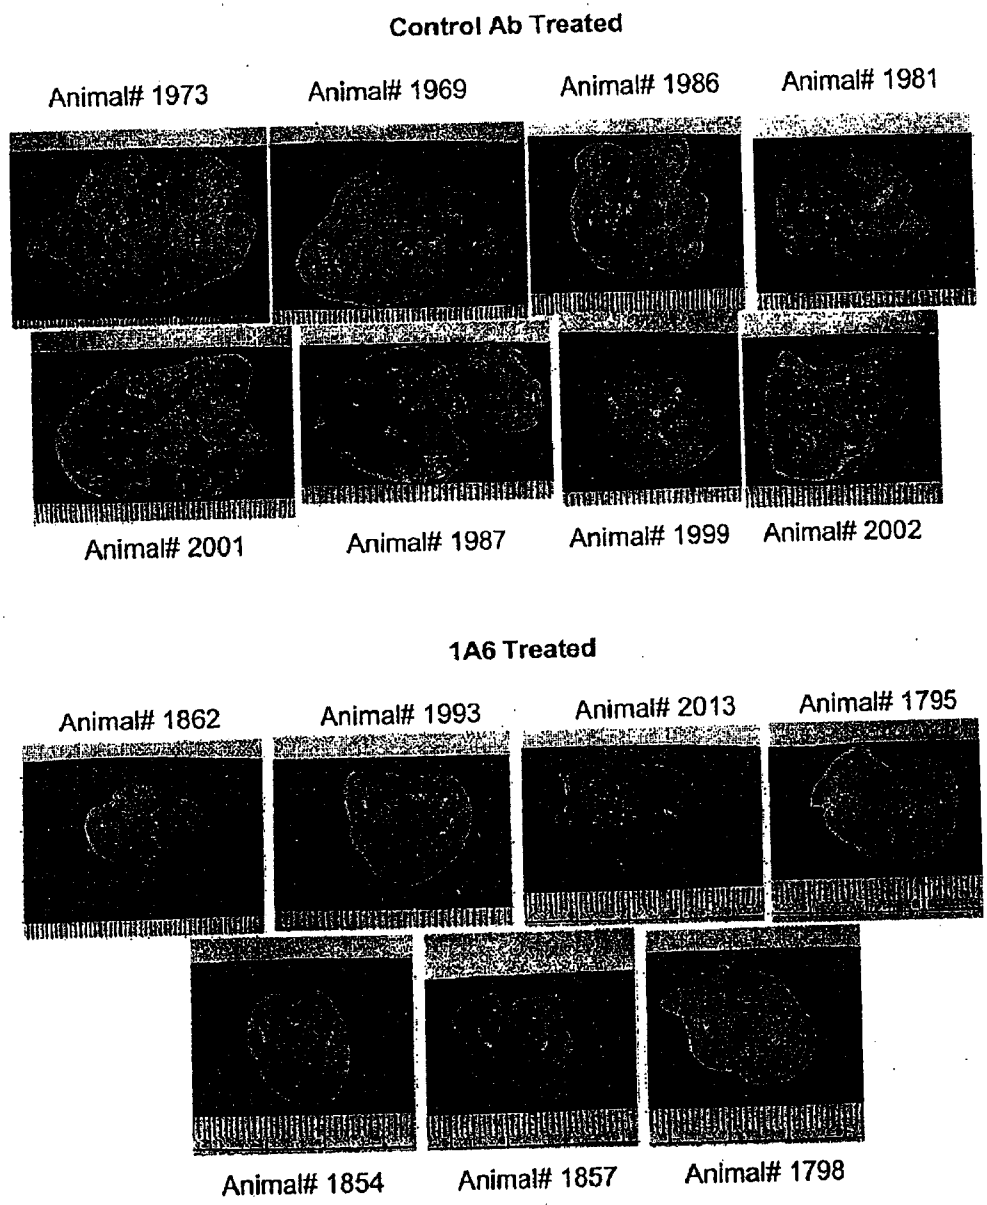 Control Ab Treated
Animal# 1973 Animal# 1969 Animal# 1986 Animal# 1981
Animal# 2001 Animal# 1987 Animal# 1999 Animal# 2002
1A6 Treated
Animal# 1862 Animal# 1993 Animal# 2013 Animal# 1795
Animal# 1854 Animal# 1857 Animal# 1798